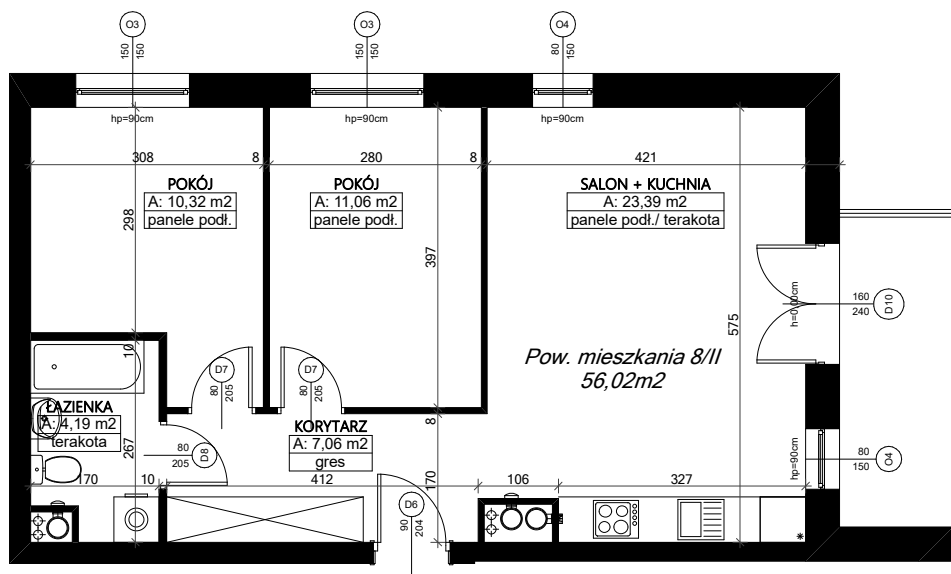 O3
150
150
O3
150
150
O4
80
150
hp=90cm
hp=90cm
hp=90cm
308
8
280
8
421
POKÓJ
A: 10,32 m2
panele podł.
POKÓJ
A: 11,06 m2
panele podł.
SALON + KUCHNIA
A: 23,39 m2
panele podł./ terakota
298
397
575
h=0,00cm
160
240
D10
Pow. mieszkania 8/II
56,02m2
10
D7
80
205
D7
80
205
ŁAZIENKA
A: 4,19 m2
terakota
267
KORYTARZ
A: 7,06 m2
gres
8
80
205
D8
hp=90cm
80
150
O4
170
10
412
170
106
327
D6
90
204